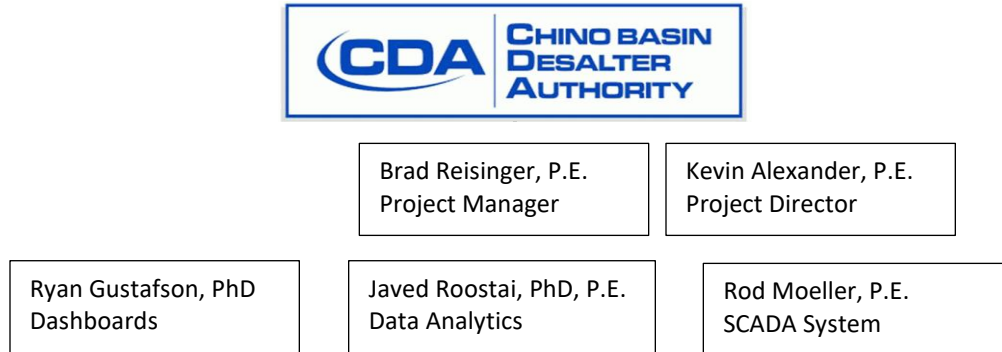 CDA
CHINO BASIN
DESALTER
AUTHORITY
Brad Reisinger, P.E.
Project Manager
Kevin Alexander, P.E.
Project Director
Ryan Gustafson, PhD
Dashboards
Javed Roostai, PhD, P.E.
Data Analytics
Rod Moeller, P.E.
SCADA System